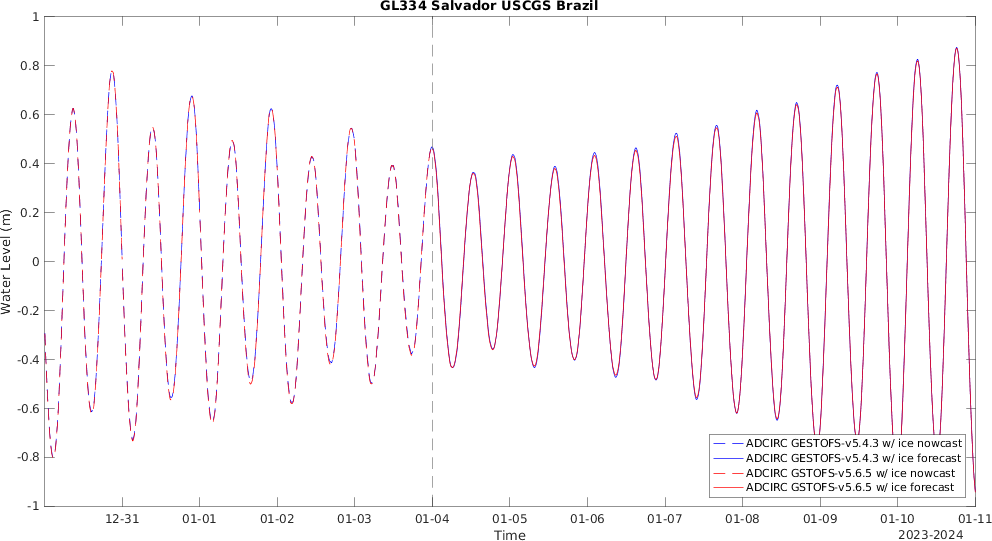 GL334 Salvador USCGS Brazil
1
0.8
0.6
0.4
0.2
0
-0.2
-0.4
-0.6
-0.8
-1
Water Level (m)
ADCIRC GESTOFS-v5.4.3 w/ ice nowcast
ADCIRC GESTOFS-v5.4.3 w/ ice forecast
ADCIRC GSTOFS-v5.6.5 w/ ice nowcast
ADCIRC GSTOFS-v5.6.5 w/ ice forecast
12-31 01-01 01-02 01-03 01-04 01-05 01-06 01-07 01-08 01-09 01-10 01-11
Time
2023-2024